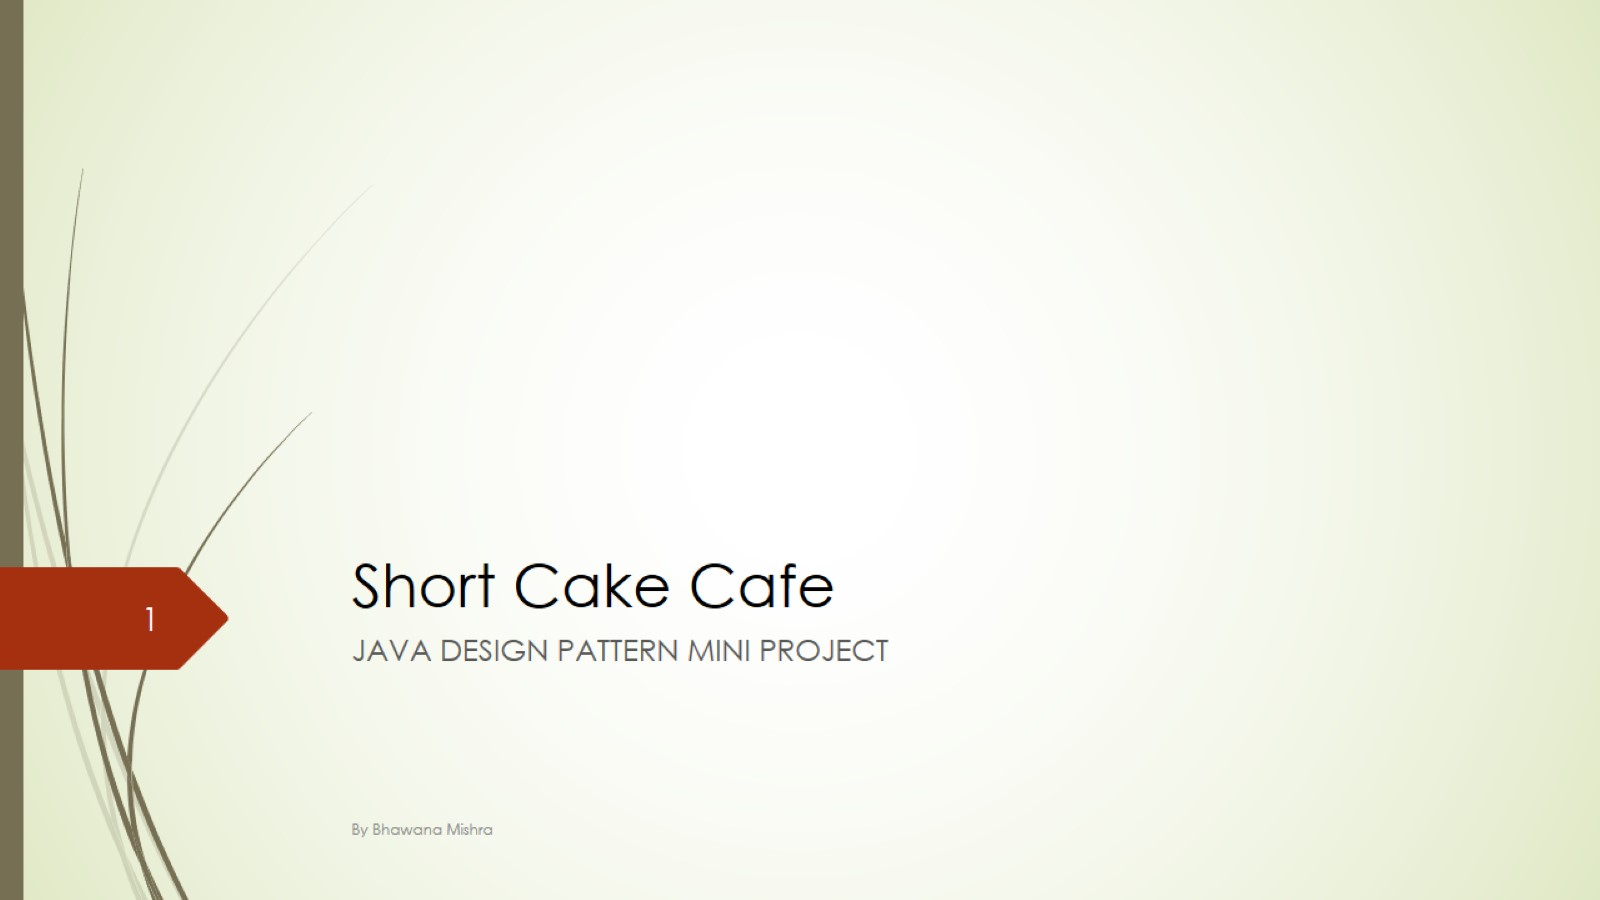 Short Cake Cafe
JAVA DESIGN PATTERN MINI PROJECT
1
By Bhawana Mishra